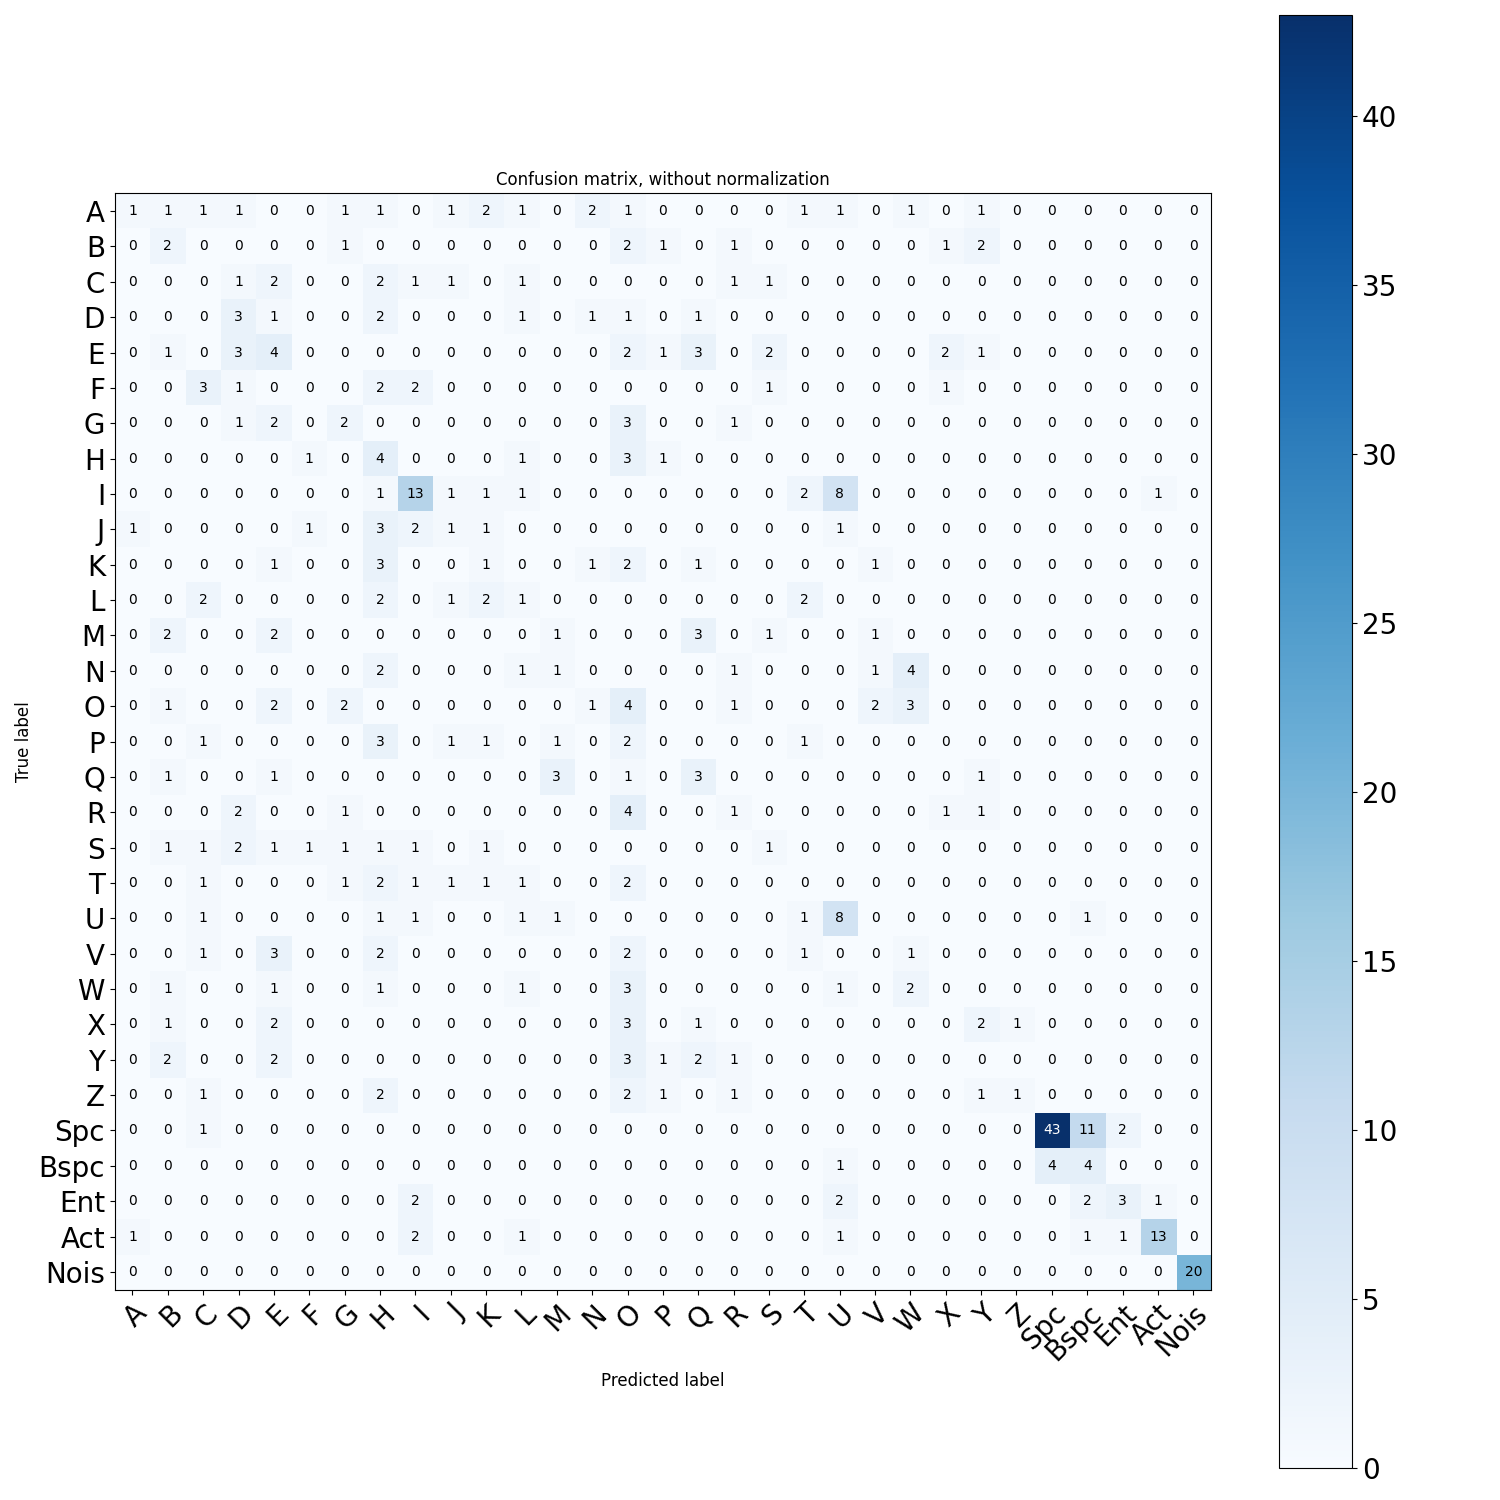 Confusion matrix, without normalization
A 1 1 1 1 0 0 1 1 0 1 2 1 0 2 1 0 0 0 0 1 1 0 1 0 1 0 0 0 0 0 0
B 0 2 0 0 0 0 1 0 0 0 0 0 0 0 2 1 0 1 0 0 0 0 0 1 2 0 0 0 0 0 0
C 0 0 0 1 2 0 0 2 1 1 0 1 0 0 0 0 0 1 1 0 0 0 0 0 0 0 0 0 0 0 0
D 0 0 0 3 1 0 0 2 0 0 0 1 0 1 1 0 1 0 0 0 0 0 0 0 0 0 0 0 0 0 0
E 0 1 0 3 4 0 0 0 0 0 0 0 0 0 2 1 3 0 2 0 0 0 0 2 1 0 0 0 0 0 0
F 0 0 3 1 0 0 0 2 2 0 0 0 0 0 0 0 0 0 1 0 0 0 0 1 0 0 0 0 0 0 0
G 0 0 0 1 2 0 2 0 0 0 0 0 0 0 3 0 0 1 0 0 0 0 0 0 0 0 0 0 0 0 0
H 0 0 0 0 0 1 0 4 0 0 0 1 0 0 3 1 0 0 0 0 0 0 0 0 0 0 0 0 0 0 0
I 0 0 0 0 0 0 0 1 13 1 1 1 0 0 0 0 0 0 0 2 8 0 0 0 0 0 0 0 0 1 0
J 1 0 0 0 0 1 0 3 2 1 1 0 0 0 0 0 0 0 0 0 1 0 0 0 0 0 0 0 0 0 0
K 0 0 0 0 1 0 0 3 0 0 1 0 0 1 2 0 1 0 0 0 0 1 0 0 0 0 0 0 0 0 0
L 0 0 2 0 0 0 0 2 0 1 2 1 0 0 0 0 0 0 0 2 0 0 0 0 0 0 0 0 0 0 0
M 0 2 0 0 2 0 0 0 0 0 0 0 1 0 0 0 3 0 1 0 0 1 0 0 0 0 0 0 0 0 0
N 0 0 0 0 0 0 0 2 0 0 0 1 1 0 0 0 0 1 0 0 0 1 4 0 0 0 0 0 0 0 0
O 0 1 0 0 2 0 2 0 0 0 0 0 0 1 4 0 0 1 0 0 0 2 3 0 0 0 0 0 0 0 0
P 0 0 1 0 0 0 0 3 0 1 1 0 1 0 2 0 0 0 0 1 0 0 0 0 0 0 0 0 0 0 0
Q 0 1 0 0 1 0 0 0 0 0 0 0 3 0 1 0 3 0 0 0 0 0 0 0 1 0 0 0 0 0 0
R 0 0 0 2 0 0 1 0 0 0 0 0 0 0 4 0 0 1 0 0 0 0 0 1 1 0 0 0 0 0 0
S 0 1 1 2 1 1 1 1 1 0 1 0 0 0 0 0 0 0 1 0 0 0 0 0 0 0 0 0 0 0 0
T 0 0 1 0 0 0 1 2 1 1 1 1 0 0 2 0 0 0 0 0 0 0 0 0 0 0 0 0 0 0 0
U 0 0 1 0 0 0 0 1 1 0 0 1 1 0 0 0 0 0 0 1 8 0 0 0 0 0 0 1 0 0 0
V 0 0 1 0 3 0 0 2 0 0 0 0 0 0 2 0 0 0 0 1 0 0 1 0 0 0 0 0 0 0 0
W 0 1 0 0 1 0 0 1 0 0 0 1 0 0 3 0 0 0 0 0 1 0 2 0 0 0 0 0 0 0 0
X 0 1 0 0 2 0 0 0 0 0 0 0 0 0 3 0 1 0 0 0 0 0 0 0 2 1 0 0 0 0 0
Y 0 2 0 0 2 0 0 0 0 0 0 0 0 0 3 1 2 1 0 0 0 0 0 0 0 0 0 0 0 0 0
Z 0 0 1 0 0 0 0 2 0 0 0 0 0 0 2 1 0 1 0 0 0 0 0 0 1 1 0 0 0 0 0
Spc 0 0 1 0 0 0 0 0 0 0 0 0 0 0 0 0 0 0 0 0 0 0 0 0 0 0 43 11 2 0 0
Bspc 0 0 0 0 0 0 0 0 0 0 0 0 0 0 0 0 0 0 0 0 1 0 0 0 0 0 4 4 0 0 0
Ent 0 0 0 0 0 0 0 0 2 0 0 0 0 0 0 0 0 0 0 0 2 0 0 0 0 0 0 2 3 1 0
Act 1 0 0 0 0 0 0 0 2 0 0 1 0 0 0 0 0 0 0 0 1 0 0 0 0 0 0 1 1 13 0
Nois 0 0 0 0 0 0 0 0 0 0 0 0 0 0 0 0 0 0 0 0 0 0 0 0 0 0 0 0 0 0 20
A B C D E F G H I J K L M N O P Q R S T U V W X Y Z Spc Bspc Ent Act Nois
Predicted label
True label
40
35
30
25
20
15
10
5
0